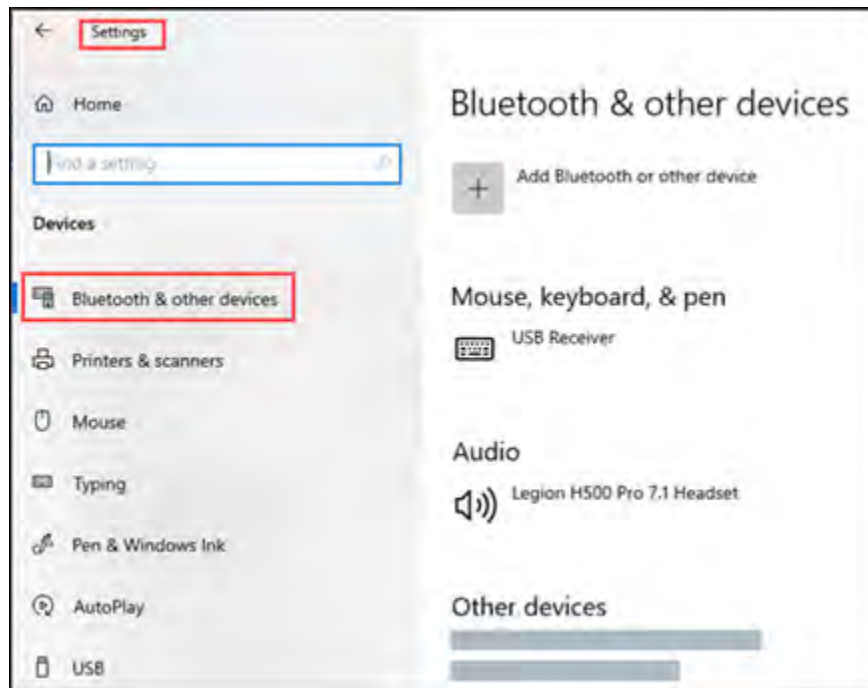 Settings
Home
Find a setting
Devices
Bluetooth & other devices
Printers & scanners
Mouse
Typing
Pen & Windows Ink
AutoPlay
USB
Bluetooth & other devices
Add Bluetooth or other device
Mouse, keyboard, & pen
USB Receiver
Audio
Legion H500 Pro 7.1 Headset
Other devices